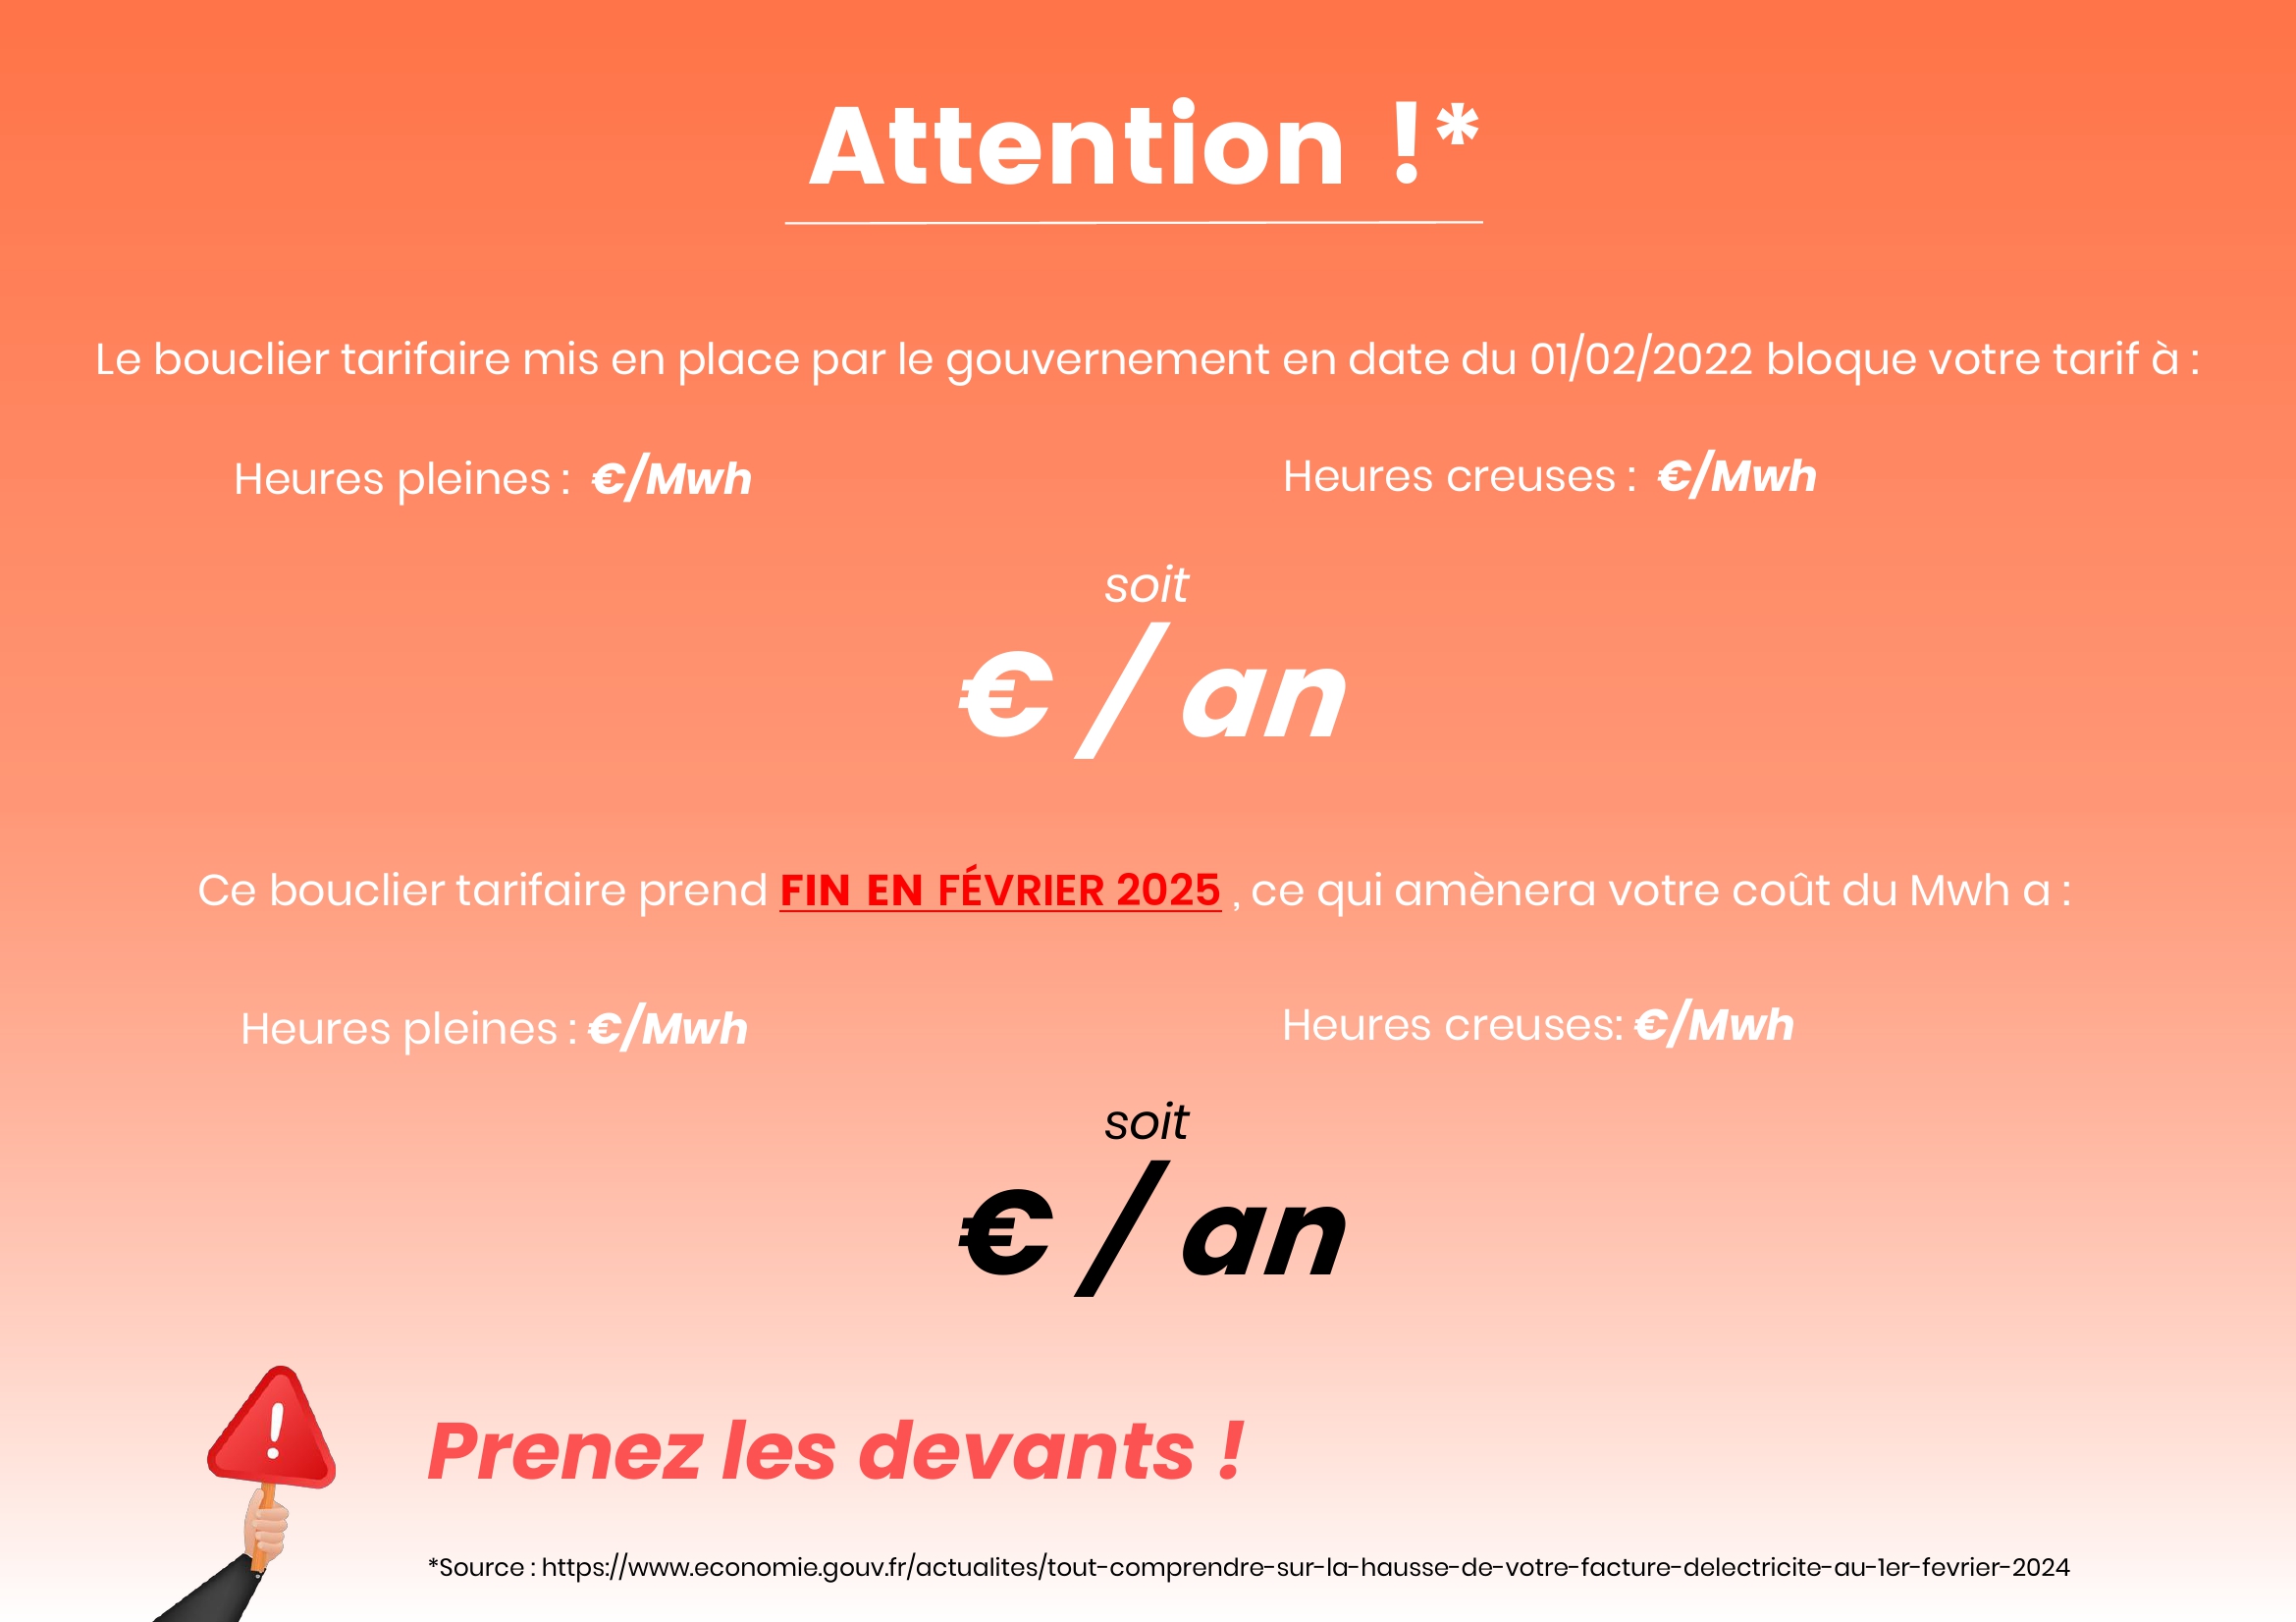 Attention !*
Le bouclier tarifaire mis en place par le gouvernement en date du 01/02/2022 bloque votre tarif à :
Heures pleines : €/Mwh
Heures creuses : €/Mwh
soit
€ / an
Ce bouclier tarifaire prend FIN EN FÉVRIER 2025 , ce qui amènera votre coût du Mwh a :
Heures pleines : €/Mwh
Heures creuses: €/Mwh
soit
€ / an
!
Prenez les devants !
*Source : https://www.economie.gouv.fr/actualites/tout-comprendre-sur-la-hausse-de-votre-facture-delectricite-au-1er-fevrier-2024